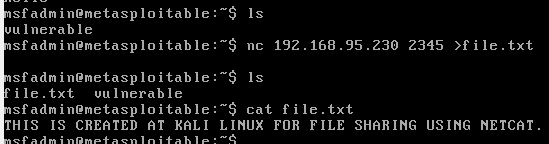 msfadmin@metasploitable:~$ ls
vulnerable
msfadmin@metasploitable:~$ nc 192.168.95.230 2345 >file.txt
msfadmin@metasploitable:~$ ls
file.txt  vulnerable
msfadmin@metasploitable:~$ cat file.txt
THIS IS CREATED AT KALI LINUX FOR FILE SHARING USING NETCAT.
msfadmin@metasploitable:~$